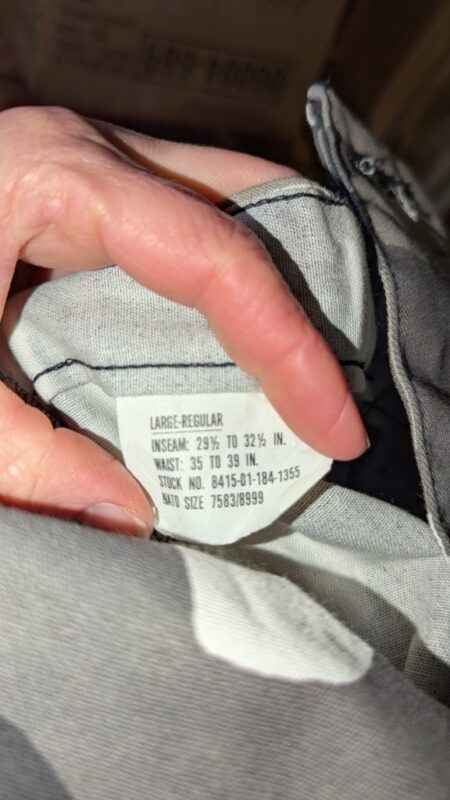 LARGE-REGULAR
INSEAM: 29½ TO 32½ IN.
WAIST: 35 TO 39 IN.
STOCK NO. 8415-01-184-1355
NATO SIZE 7583/8999